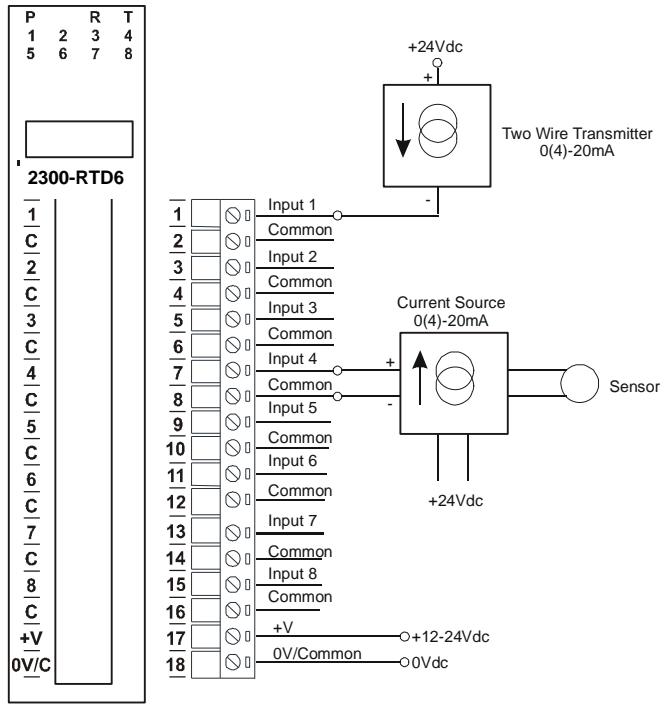 P R T
1 2 3 4
5 6 7 8
2300-RTD6
1
C
2
C
3
C
4
C
5
C
6
C
7
C
8
C
+V
0V/C
1 Input 1
2 Common
3 Input 2
4 Common
5 Input 3
6 Common
7 Input 4
8 Common
9 Input 5
10 Common
11 Input 6
12 Common
13 Input 7
14 Common
15 Input 8
16 Common
17 +V +12-24Vdc
18 0V/Common 0Vdc
+24Vdc
+
Two Wire Transmitter
0(4)-20mA
-
Current Source
0(4)-20mA
+
-
Sensor
+24Vdc